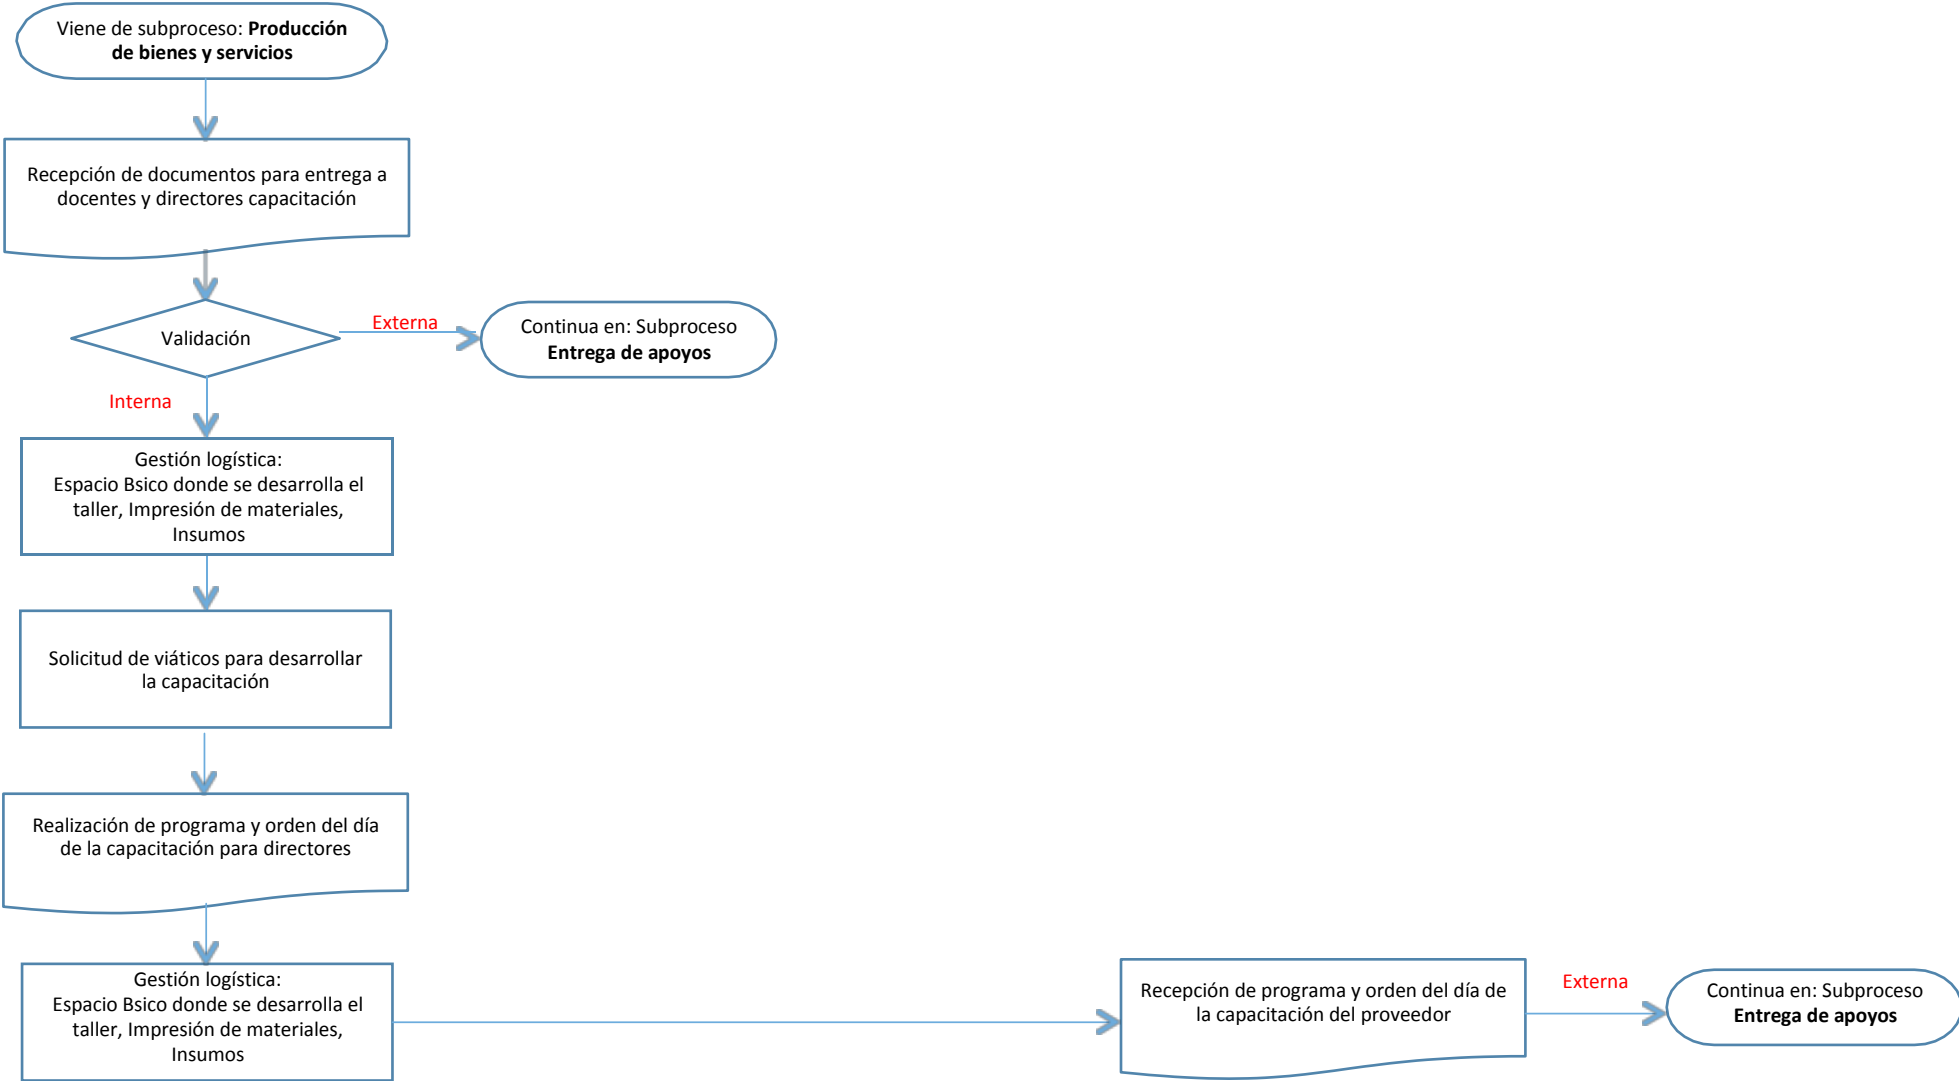 Viene de subproceso: Producción
de bienes y servicios
Recepción de documentos para entrega a
docentes y directores capacitación
Validación
Externa
Continua en: Subproceso
Entrega de apoyos
Interna
Gestión logística:
Espacio Bsico donde se desarrolla el
taller, Impresión de materiales,
Insumos
Solicitud de viáticos para desarrollar
la capacitación
Realización de programa y orden del día
de la capacitación para directores
Gestión logística:
Espacio Bsico donde se desarrolla el
taller, Impresión de materiales,
Insumos
Recepción de programa y orden del día de
la capacitación del proveedor
Externa
Continua en: Subproceso
Entrega de apoyos